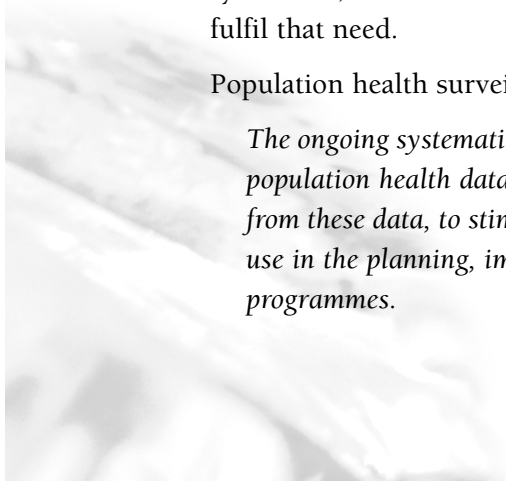 fulfil that need.
Population health survei
The ongoing systemati
population health data
from these data, to stim
use in the planning, im
programmes.